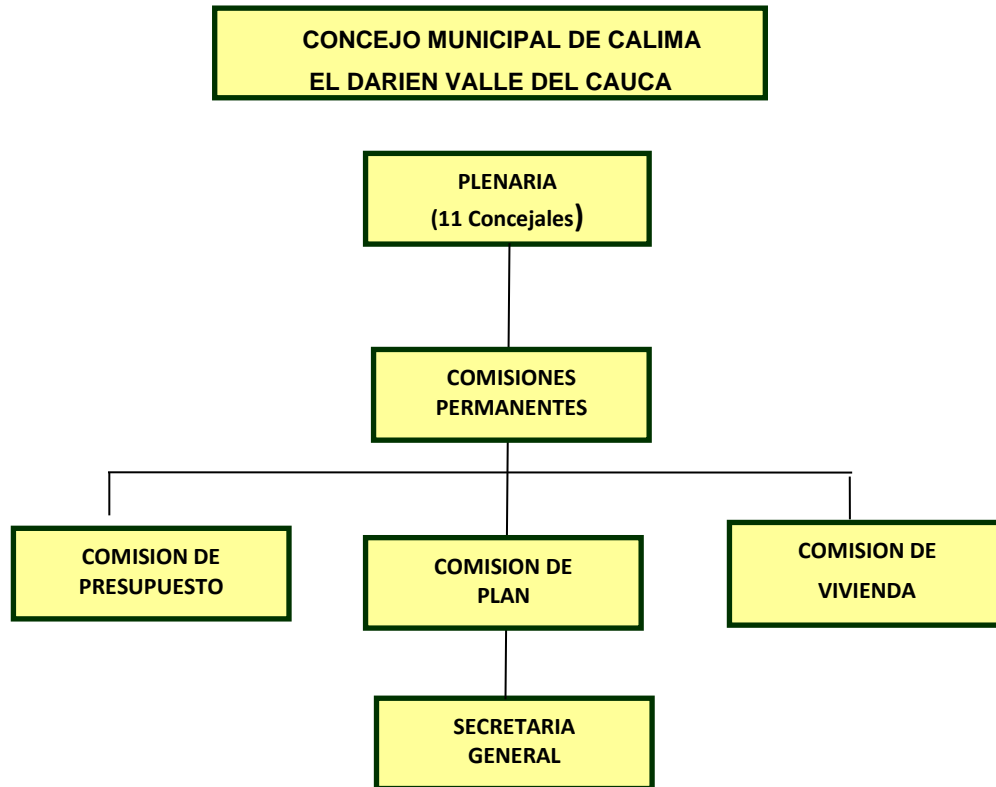 CONCEJO MUNICIPAL DE CALIMA
EL DARIEN VALLE DEL CAUCA
PLENARIA
(11 Concejales)
COMISIONES
PERMANENTES
COMISION DE
PRESUPUESTO
COMISION DE
PLAN
COMISION DE
VIVIENDA
SECRETARIA
GENERAL